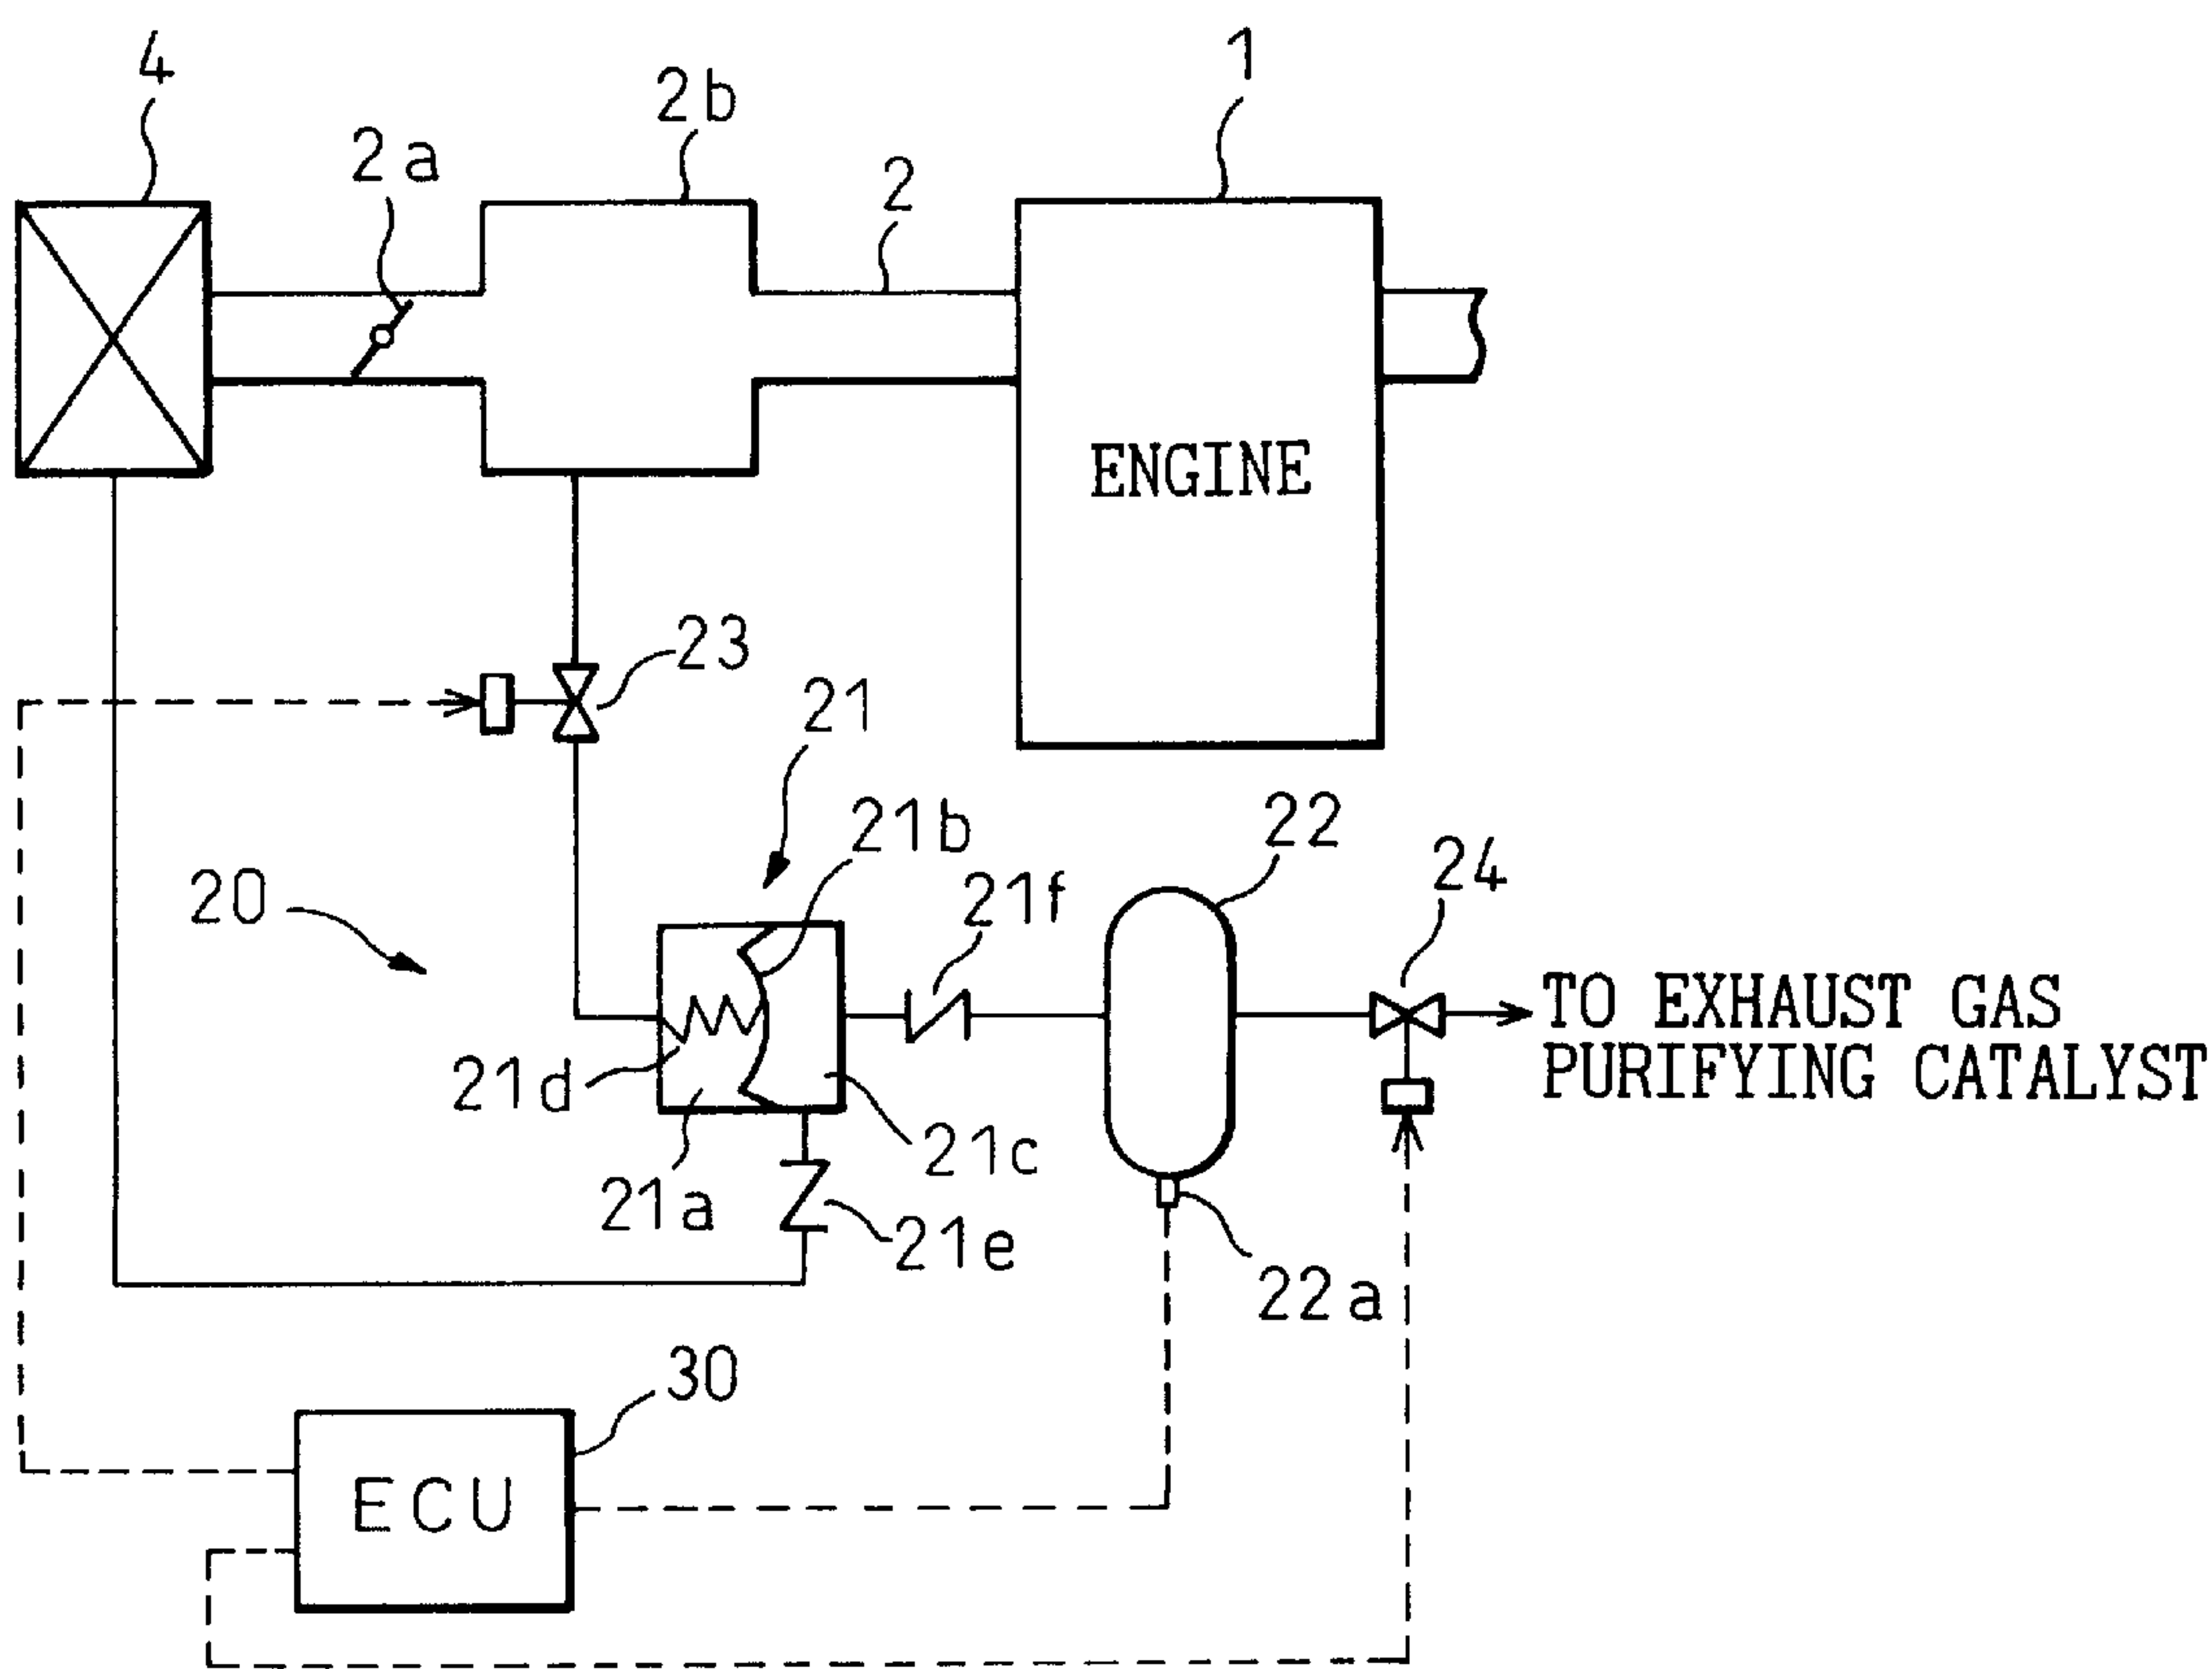 4
2a
2b
2
1
ENGINE
23
21
21b
22
24
20
21f
TO EXHAUST GAS
PURIFYING CATALYST
21d
21c
21a
21e
22a
30
ECU